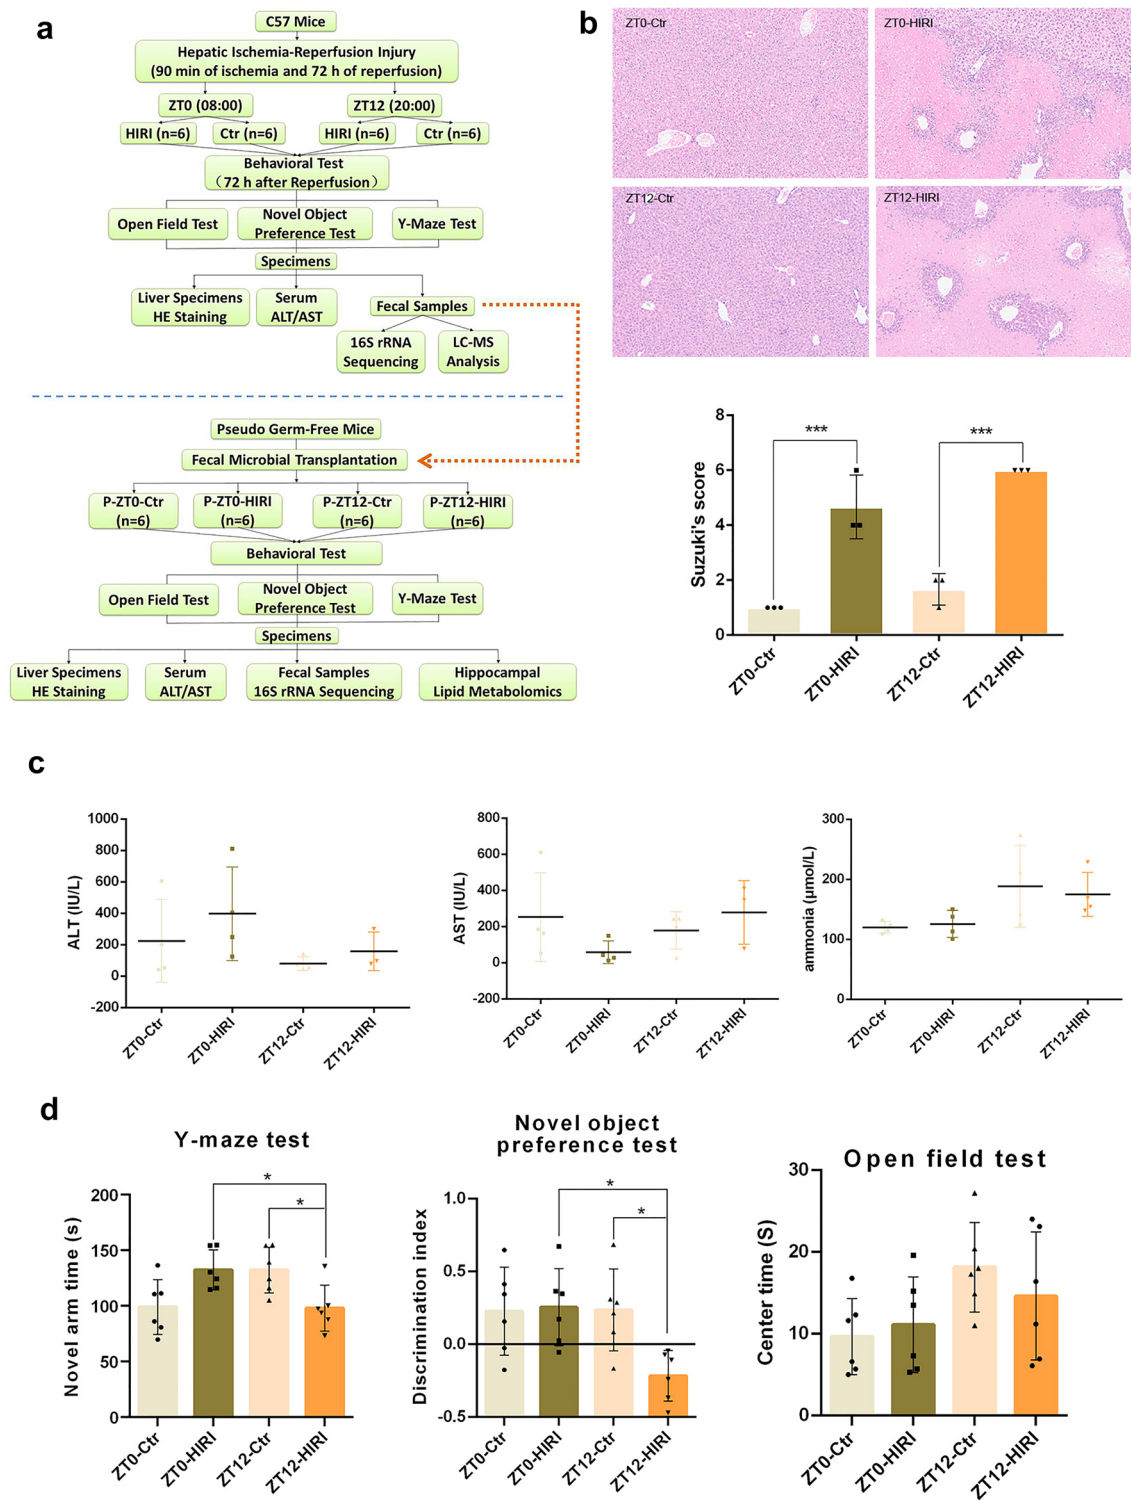 a
C57 Mice
Hepatic Ischemia-Reperfusion Injury
(90 min of ischemia and 72 h of reperfusion)
ZT0 (08:00)
ZT12 (20:00)
HIRI (n=6)
Ctr (n=6)
HIRI (n=6)
Ctr (n=6)
Behavioral Test
(72 h after Reperfusion)
Open Field Test
Novel Object
Preference Test
Y-Maze Test
Specimens
Liver Specimens
HE Staining
Serum
ALT/AST
Fecal Samples
16S rRNA
Sequencing
LC-MS
Analysis
Pseudo Germ-Free Mice
Fecal Microbial Transplantation
P-ZT0-Ctr
(n=6)
P-ZT0-HIRI
(n=6)
P-ZT12-Ctr
(n=6)
P-ZT12-HIRI
(n=6)
Behavioral Test
Open Field Test
Novel Object
Preference Test
Y-Maze Test
Specimens
Liver Specimens
HE Staining
Serum
ALT/AST
Fecal Samples
16S rRNA Sequencing
Hippocampal
Lipid Metabolomics
b
ZT0-Ctr
ZT0-HIRI
ZT12-Ctr
ZT12-HIRI
Suzuki's score
8
6
4
2
0
***
***
ZT0-Ctr
ZT0-HIRI
ZT12-Ctr
ZT12-HIRI
c
ALT (IU/L)
1000
800
600
400
200
0
-200
ZT0-Ctr
ZT0-HIRI
ZT12-Ctr
ZT12-HIRI
AST (IU/L)
800
600
400
200
0
-200
ZT0-Ctr
ZT0-HIRI
ZT12-Ctr
ZT12-HIRI
ammonia (μmol/L)
300
200
100
0
ZT0-Ctr
ZT0-HIRI
ZT12-Ctr
ZT12-HIRI
d
Y-maze test
Novel arm time (s)
200
150
100
50
0
*
*
ZT0-Ctr
ZT0-HIRI
ZT12-Ctr
ZT12-HIRI
Novel object
preference test
Discrimination index
1.0
0.5
0.0
-0.5
*
*
ZT0-Ctr
ZT0-HIRI
ZT12-Ctr
ZT12-HIRI
Open field test
Center time (S)
30
20
10
0
ZT0-Ctr
ZT0-HIRI
ZT12-Ctr
ZT12-HIRI